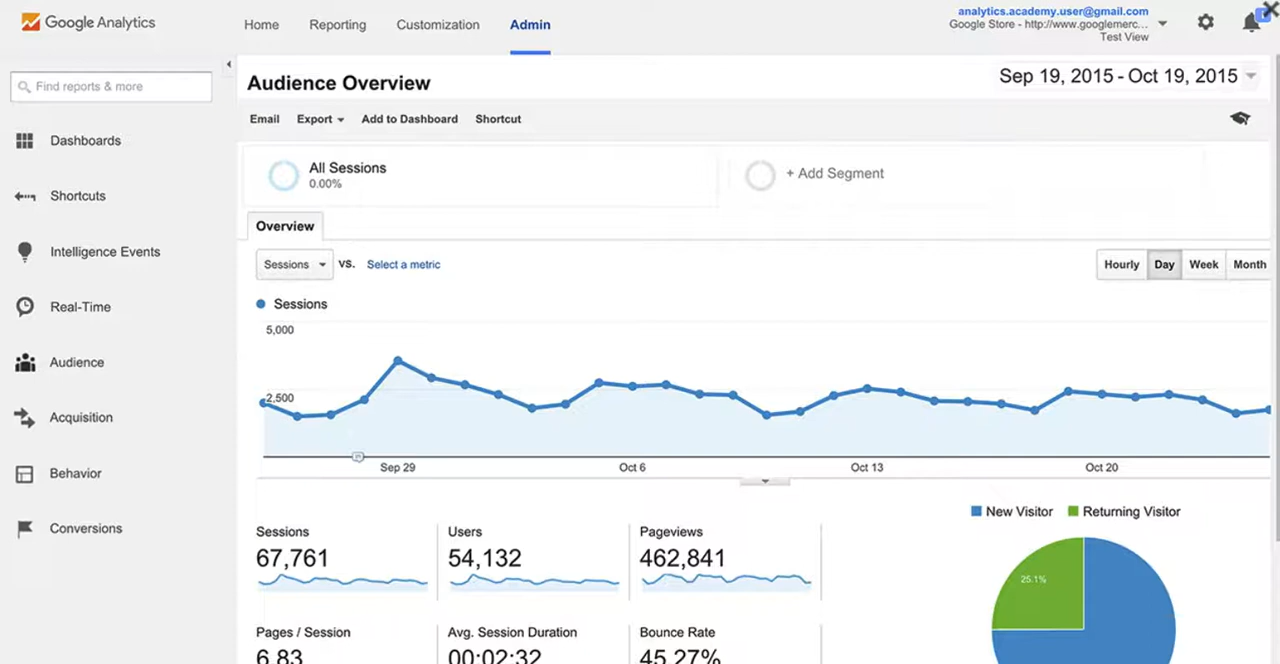 Google Analytics
Home Reporting Customization Admin
analytics.academy.user@gmail.com
Google Store - http://www.googlemerc...
Test View
Find reports & more
Dashboards
Shortcuts
Intelligence Events
Real-Time
Audience
Acquisition
Behavior
Conversions
Audience Overview
Sep 19, 2015 - Oct 19, 2015
Email Export Add to Dashboard Shortcut
All Sessions
0.00%
+ Add Segment
Overview
Sessions VS. Select a metric
Hourly Day Week Month
Sessions
5,000
2,500
Sep 29 Oct 6 Oct 13 Oct 20
New Visitor Returning Visitor
Sessions Users Pageviews
67,761 54,132 462,841
25.1%
Pages / Session Avg. Session Duration Bounce Rate
6.83 00:02:32 45.27%